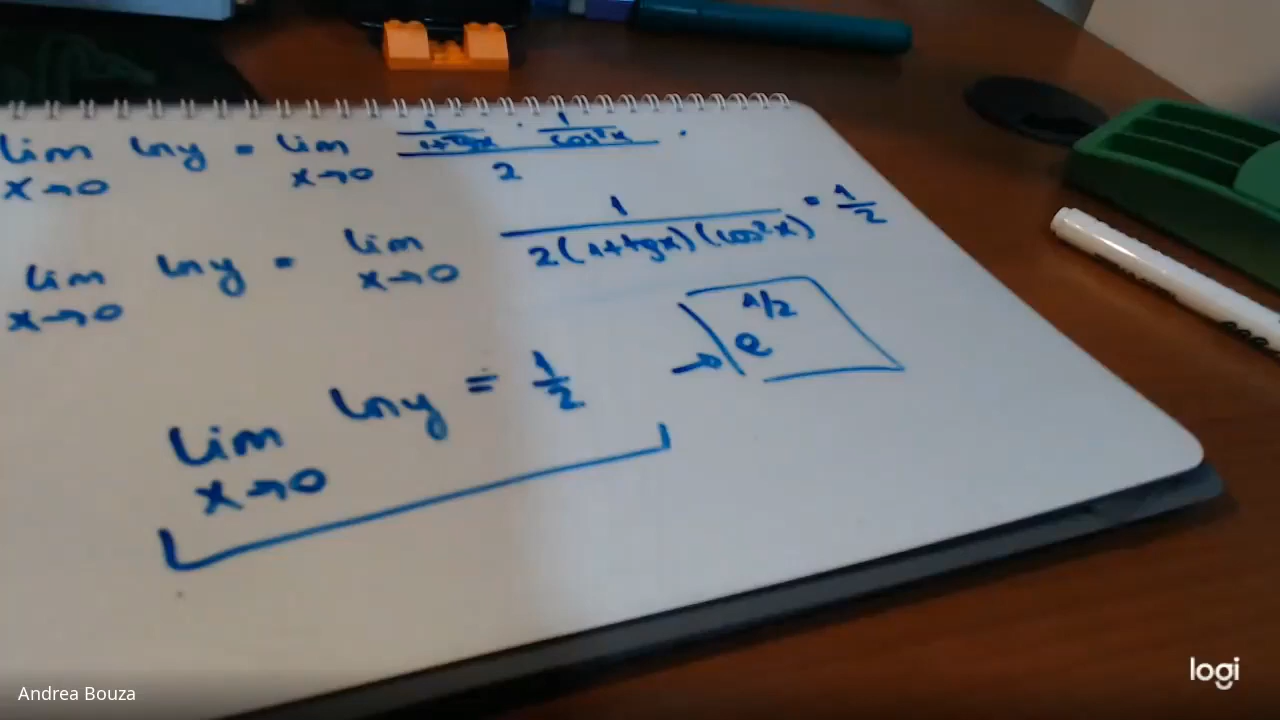 lim ln y = lim 1/(1+tgx) · 1/(cos²x) / 2
x→0 x→0
lim ln y = lim 1/(2(1+tgx)(cos²x)) = 1/2
x→0 x→0
→ e^1/2
lim ln y = 1/2
x→0
Andrea Bouza
logi